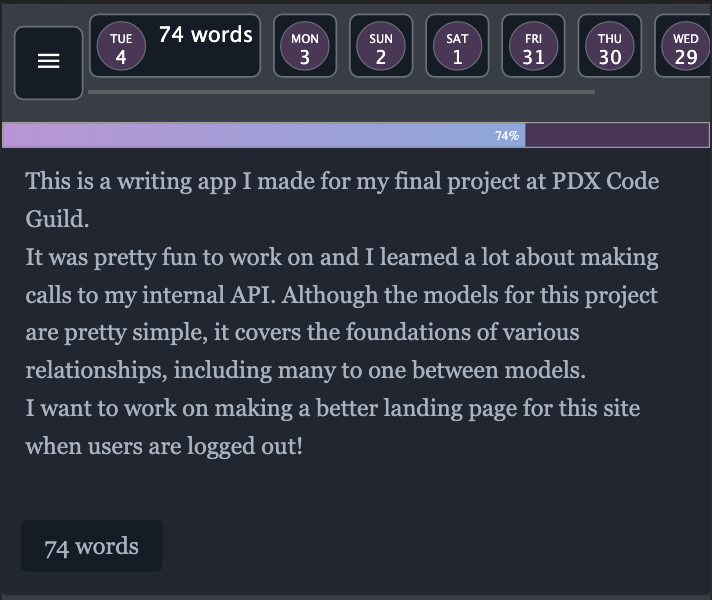 TUE
4
74 words
MON
3
SUN
2
SAT
1
FRI
31
THU
30
WED
29
74%
This is a writing app I made for my final project at PDX Code
Guild.
It was pretty fun to work on and I learned a lot about making
calls to my internal API. Although the models for this project
are pretty simple, it covers the foundations of various
relationships, including many to one between models.
I want to work on making a better landing page for this site
when users are logged out!
74 words